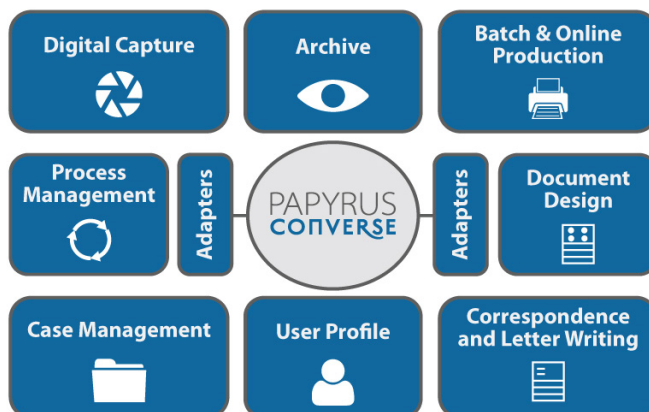 Digital Capture
Archive
Batch & Online
Production
Process
Management
Adapters
PAPYRUS
CONVERSE
Adapters
Document
Design
Case Management
User Profile
Correspondence
and Letter Writing